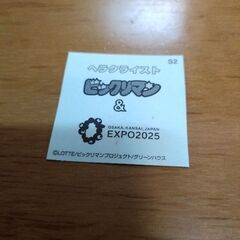 S2
ヘラクライスト
ビックリマン
&
OSAKA, KANSAI, JAPAN
EXPO2025
©LOTTE/ビックリマンプロジェクト/グリーンハウス